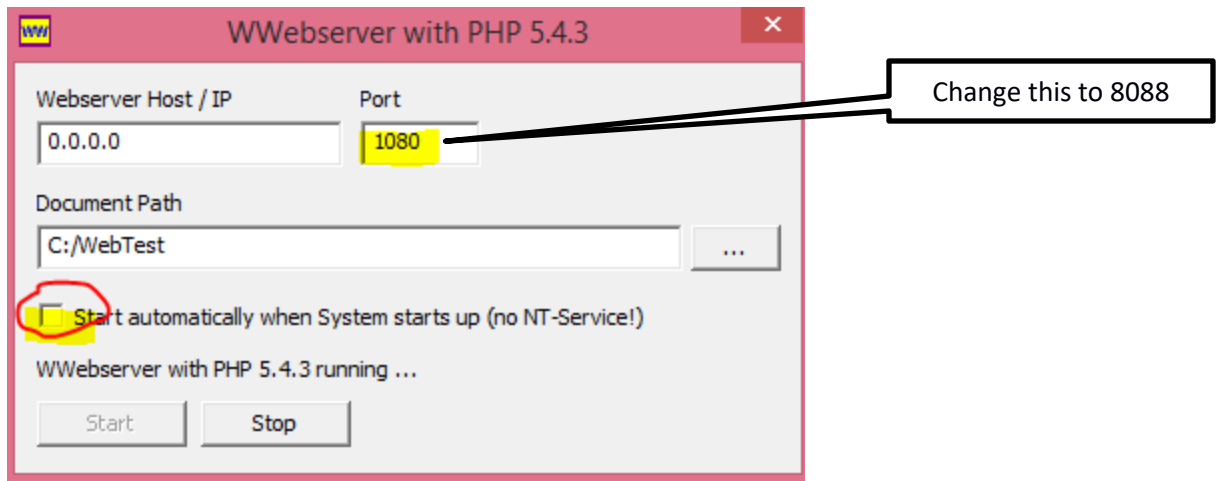 WW WWebserver with PHP 5.4.3
Webserver Host / IP Port
0.0.0.0 1080
Change this to 8088
Document Path
C:/WebTest ...
Start automatically when System starts up (no NT-Service!)
WWebserver with PHP 5.4.3 running ...
Start Stop